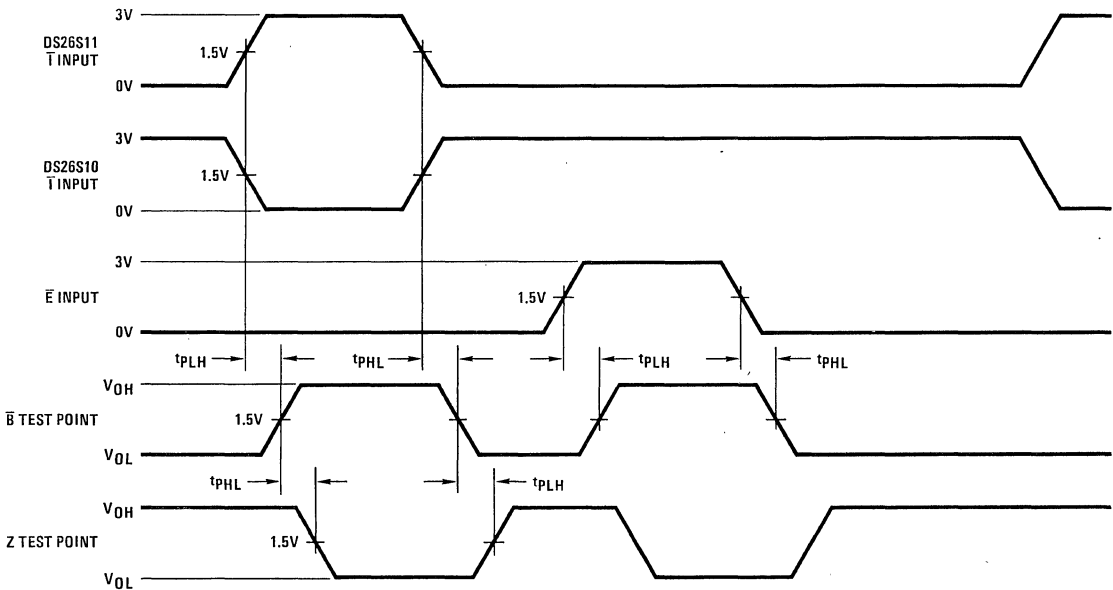 3V
DS26S11
Ī INPUT
1.5V
0V
3V
DS26S10
Ī INPUT
1.5V
0V
3V
Ē INPUT
1.5V
0V
tPLH tPHL tPLH tPHL
VOH
B̄ TEST POINT
1.5V
VOL
tPHL tPLH
VOH
Z TEST POINT
1.5V
VOL